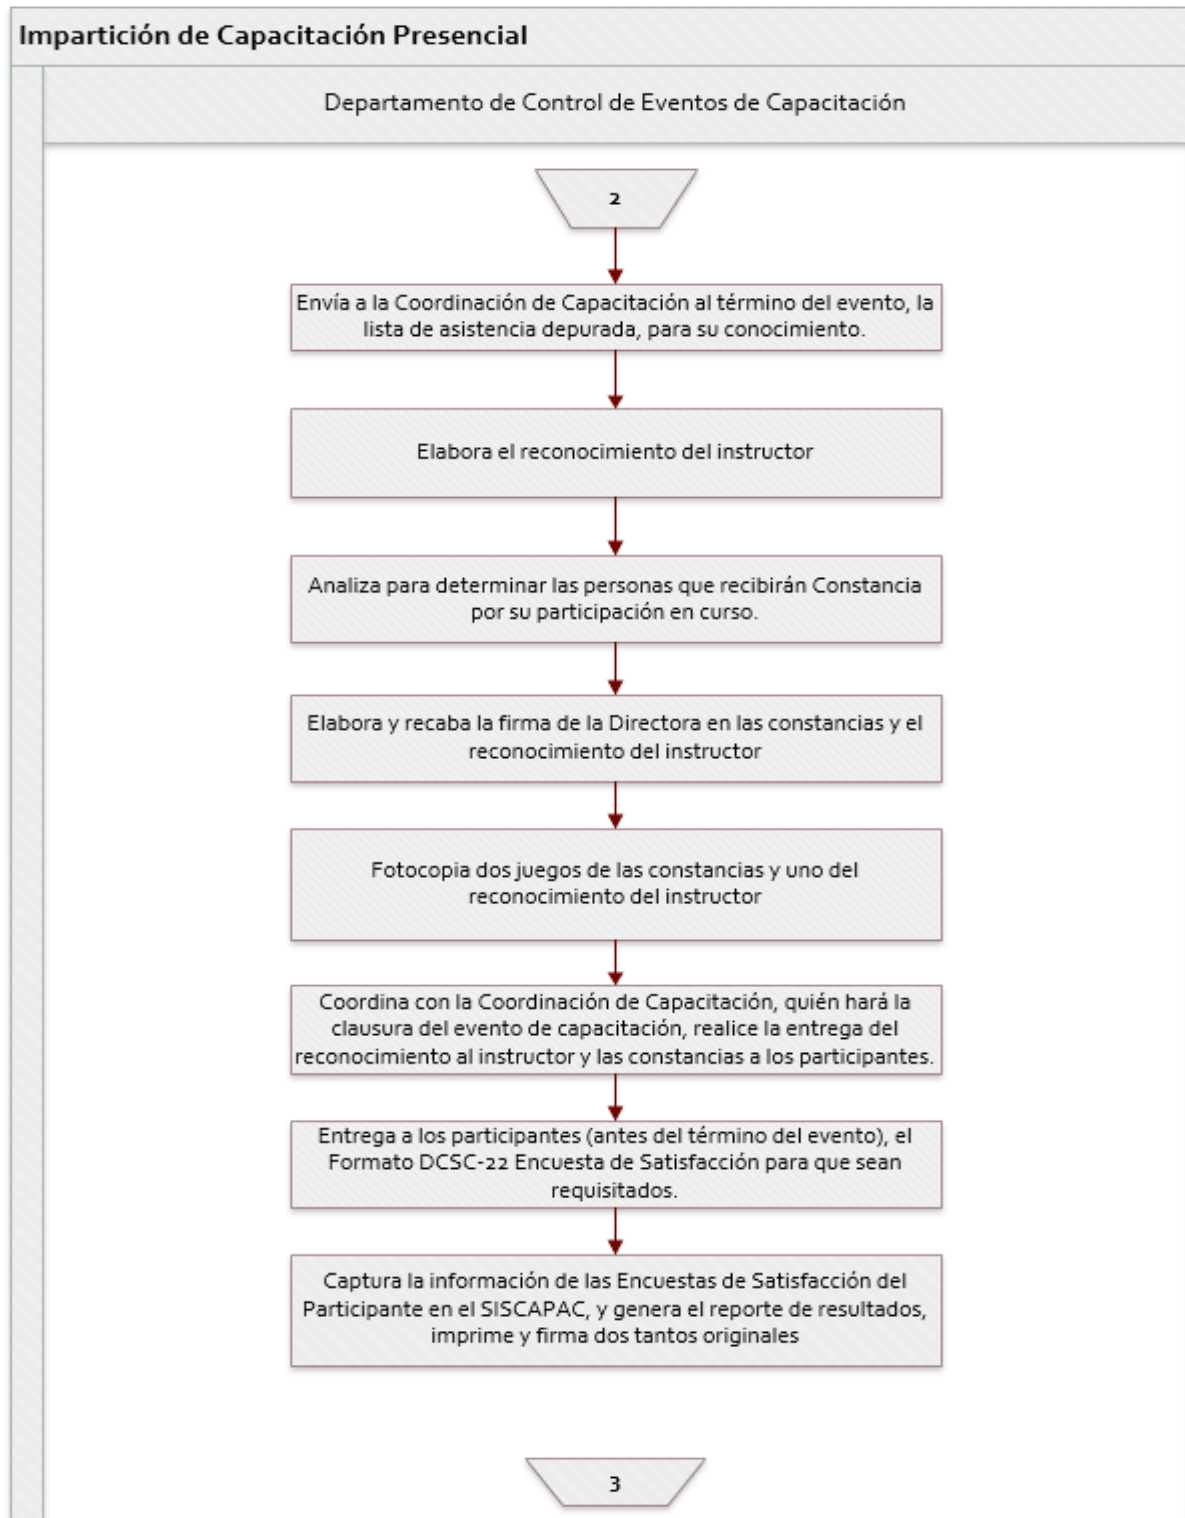 Impartición de Capacitación Presencial
Departamento de Control de Eventos de Capacitación
2
Envía a la Coordinación de Capacitación al término del evento, la
lista de asistencia depurada, para su conocimiento.
Elabora el reconocimiento del instructor
Analiza para determinar las personas que recibirán Constancia
por su participación en curso.
Elabora y recaba la firma de la Directora en las constancias y el
reconocimiento del instructor
Fotocopia dos juegos de las constancias y uno del
reconocimiento del instructor
Coordina con la Coordinación de Capacitación, quién hará la
clausura del evento de capacitación, realice la entrega del
reconocimiento al instructor y las constancias a los participantes.
Entrega a los participantes (antes del término del evento), el
Formato DCSC-22 Encuesta de Satisfacción para que sean
requisitados.
Captura la información de las Encuestas de Satisfacción del
Participante en el SISCAPAC, y genera el reporte de resultados,
imprime y firma dos tantos originales
3